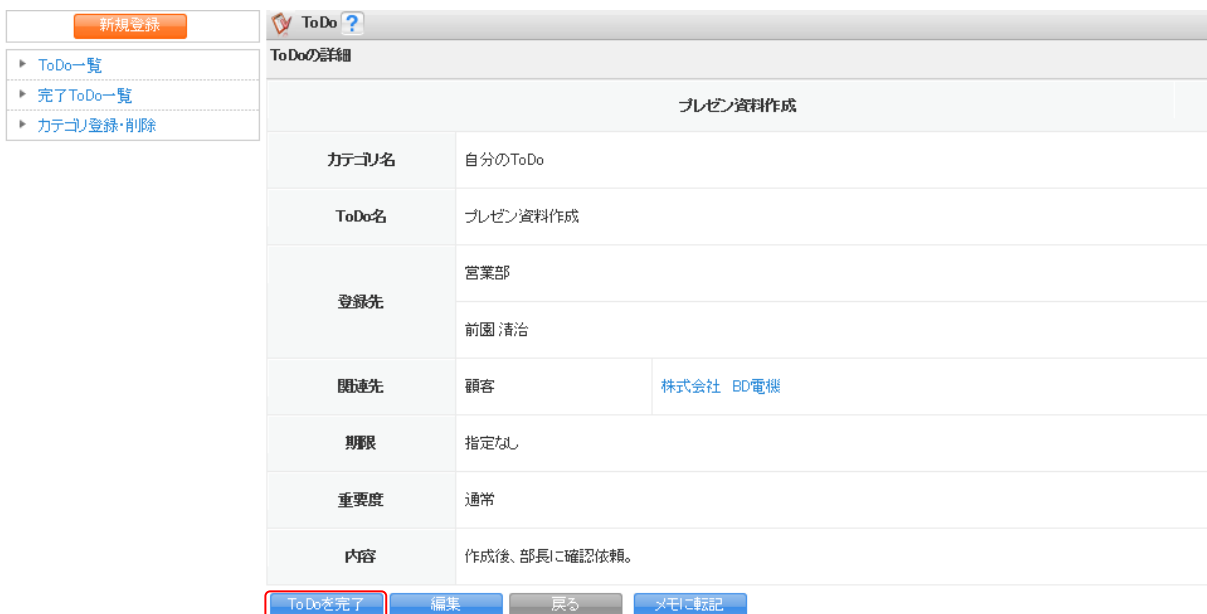 新規登録
ToDo一覧
完了ToDo一覧
カテゴリ登録・削除
ToDo ?
ToDoの詳細
プレゼン資料作成
カテゴリ名 自分のToDo
ToDo名 プレゼン資料作成
登録先 営業部
前園 清治
関連先 顧客 株式会社 BD電機
期限 指定なし
重要度 通常
内容 作成後、部長に確認依頼。
ToDoを完了 編集 戻る メモに転記